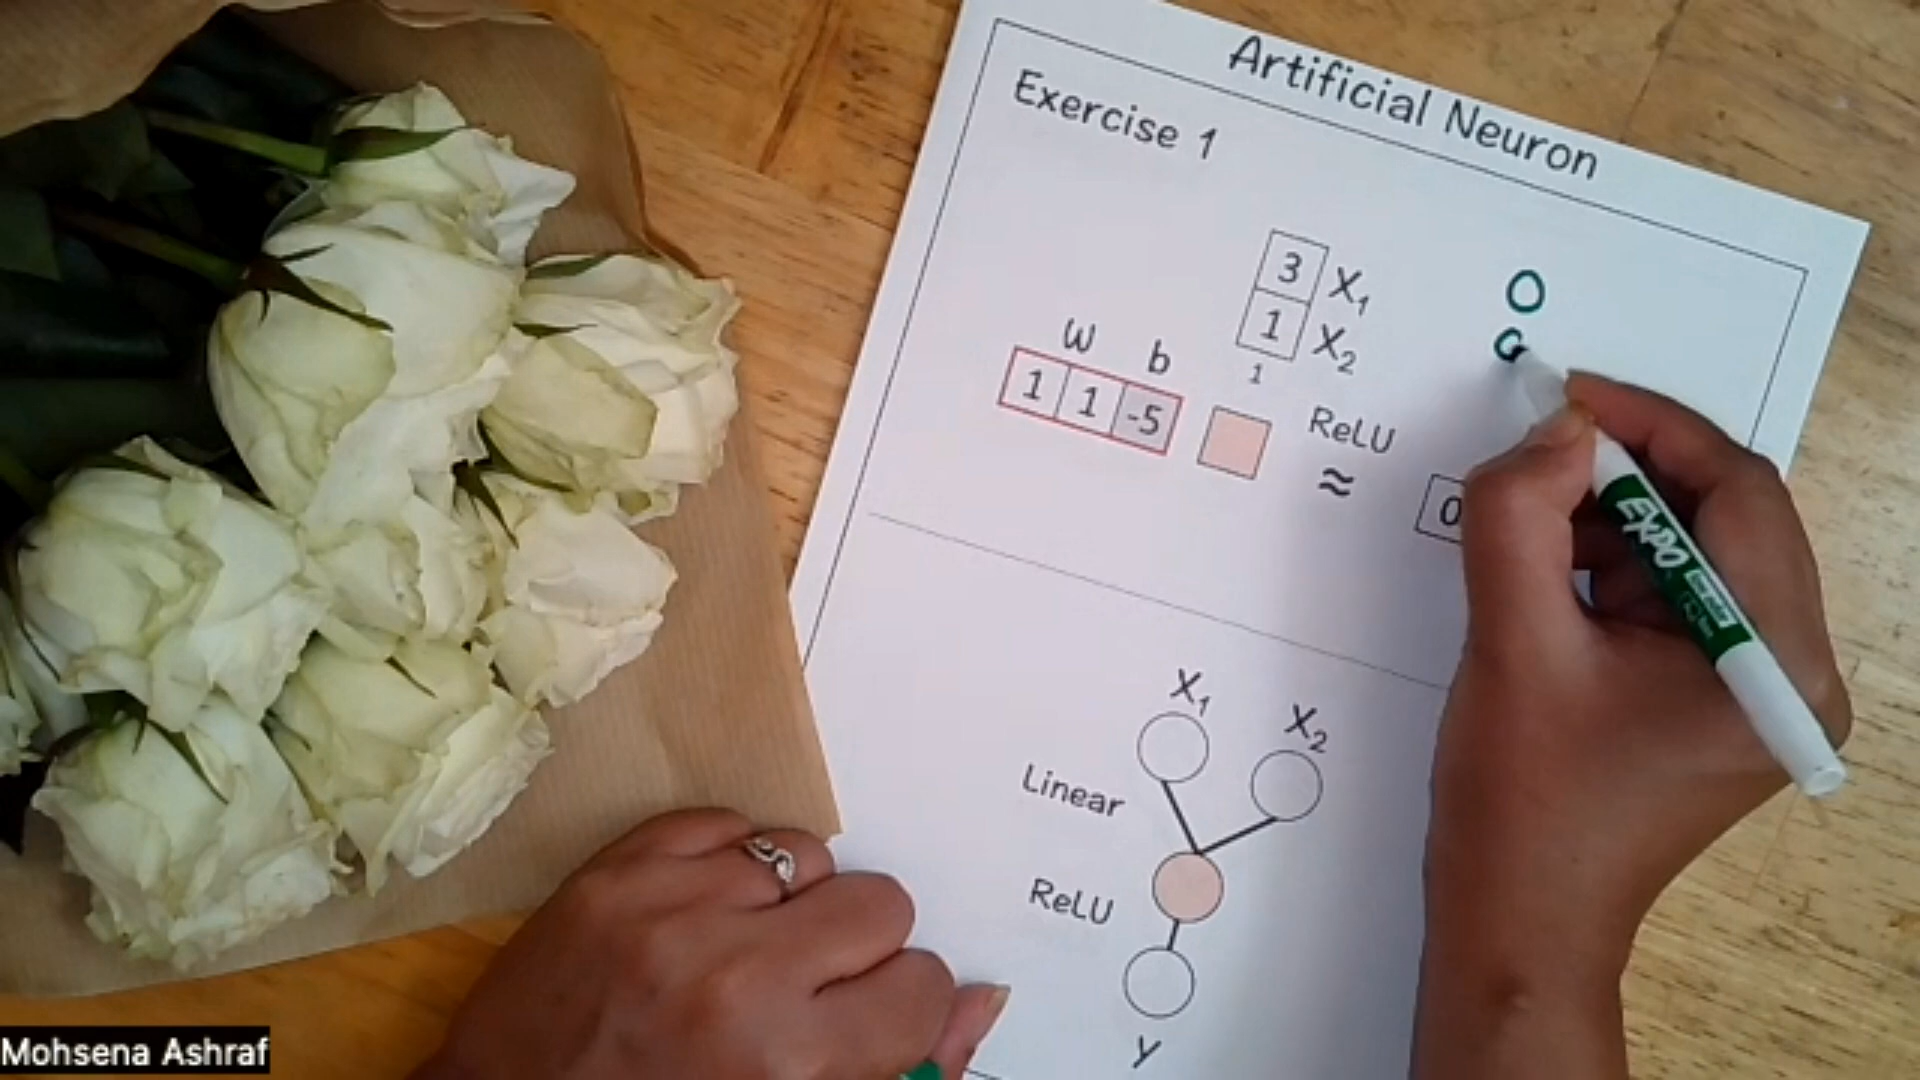 Artificial Neuron
Exercise 1
3 X₁
1 X₂
1
W b
1 1 -5
ReLU
≈
0
O
EXPO
X₁
X₂
Linear
ReLU
y
Mohsena Ashraf